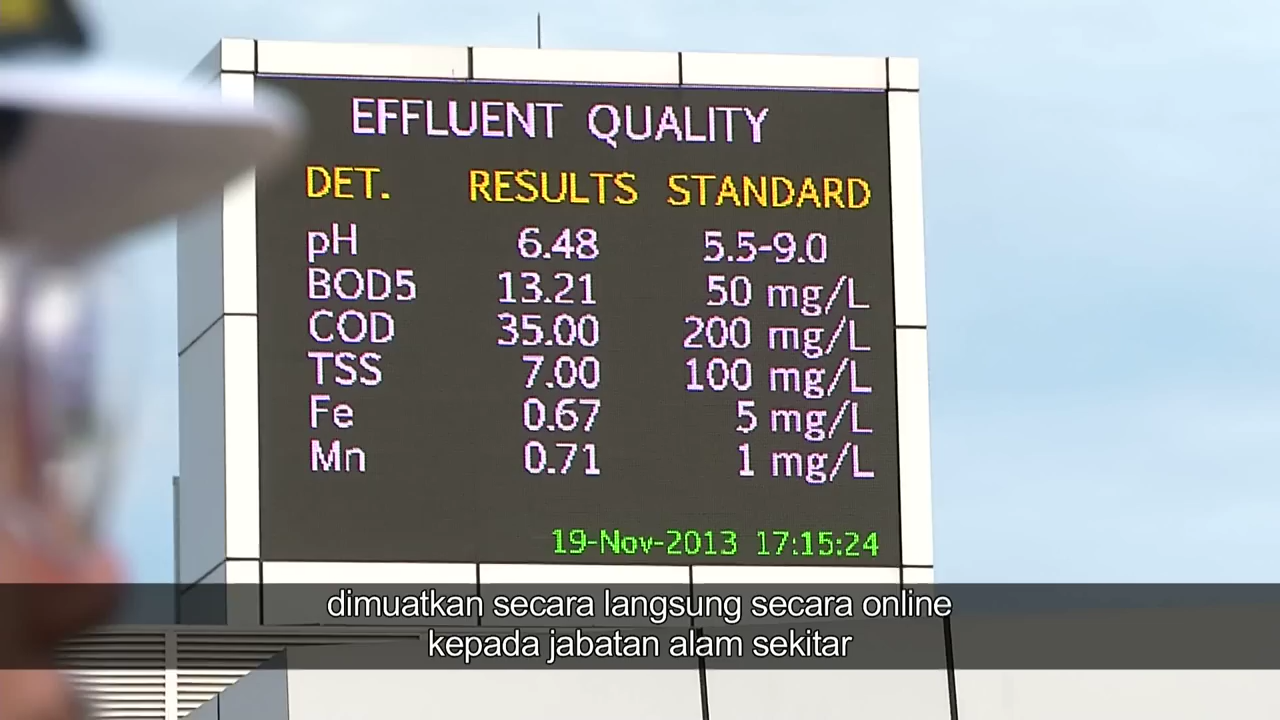 EFFLUENT QUALITY
DET. RESULTS STANDARD
pH 6.48 5.5-9.0
BOD5 13.21 50 mg/L
COD 35.00 200 mg/L
TSS 7.00 100 mg/L
Fe 0.67 5 mg/L
Mn 0.71 1 mg/L
19-Nov-2013 17:15:24
dimuatkan secara langsung secara online
kepada jabatan alam sekitar